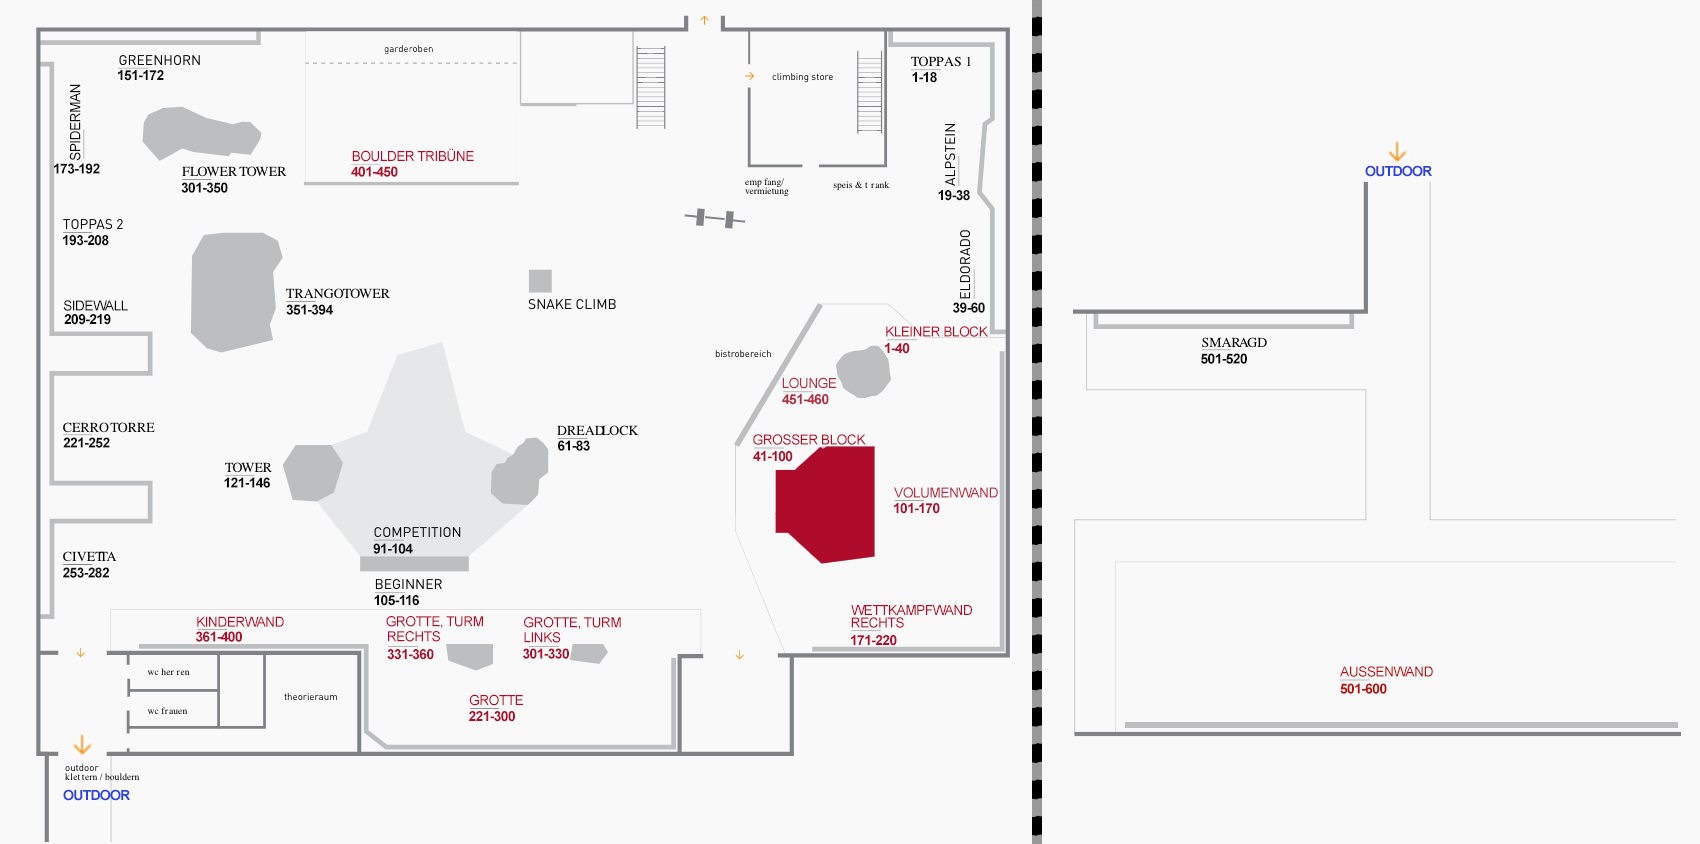 GREENHORN
151-172
garderoben
climbing store
TOPPAS 1
1-18
SPIDERMAN
173-192
FLOWER TOWER
301-350
BOULDER TRIBÜNE
401-450
emp fang/
vermietung
speis & t rank
ALPSTEIN
19-38
TOPPAS 2
193-208
ELDORADO
39-60
TRANGOTOWER
351-394
SNAKE CLIMB
SIDEWALL
209-219
KLEINER BLOCK
1-40
bistrobereich
LOUNGE
451-460
CERRO TORRE
221-252
DREADLOCK
61-83
GROSSER BLOCK
41-100
TOWER
121-146
VOLUMENWAND
101-170
COMPETITION
91-104
CIVETTA
253-282
BEGINNER
105-116
KINDERWAND
361-400
GROTTE, TURM
RECHTS
331-360
GROTTE, TURM
LINKS
301-330
WETTKAMPFWAND
RECHTS
171-220
wc her ren
wc frauen
theorieraum
GROTTE
221-300
outdoor
klet tern / bouldern
OUTDOOR
OUTDOOR
SMARAGD
501-520
AUSSENWAND
501-600